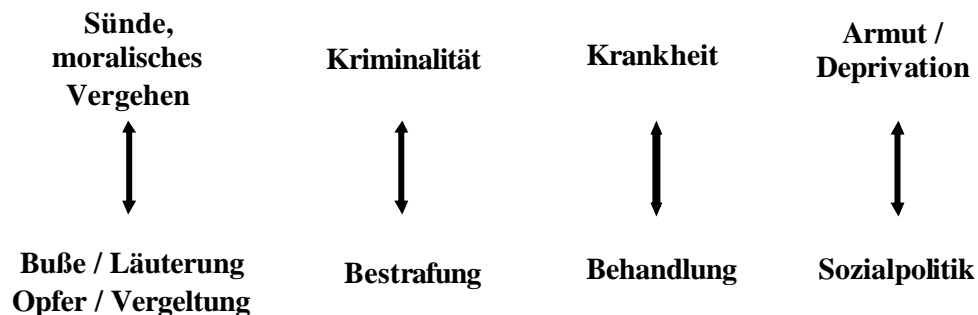 Sünde,
moralisches
Vergehen
Kriminalität
Krankheit
Armut /
Deprivation
Buße / Läuterung
Opfer / Vergeltung
Bestrafung
Behandlung
Sozialpolitik